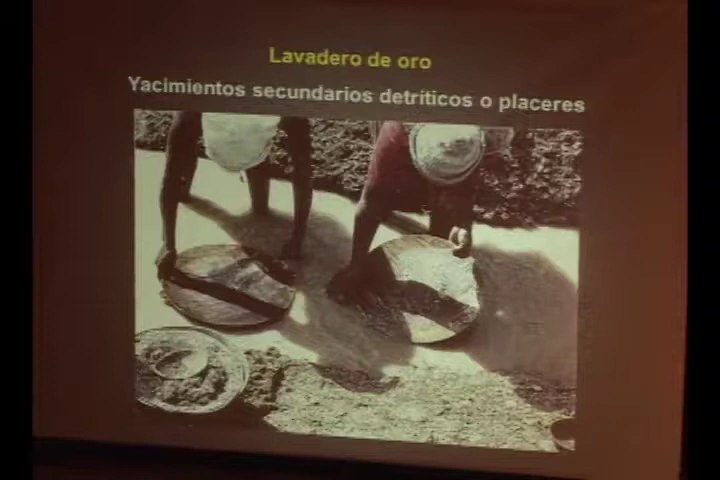 Lavadero de oro
Yacimientos secundarios detríticos o placeres